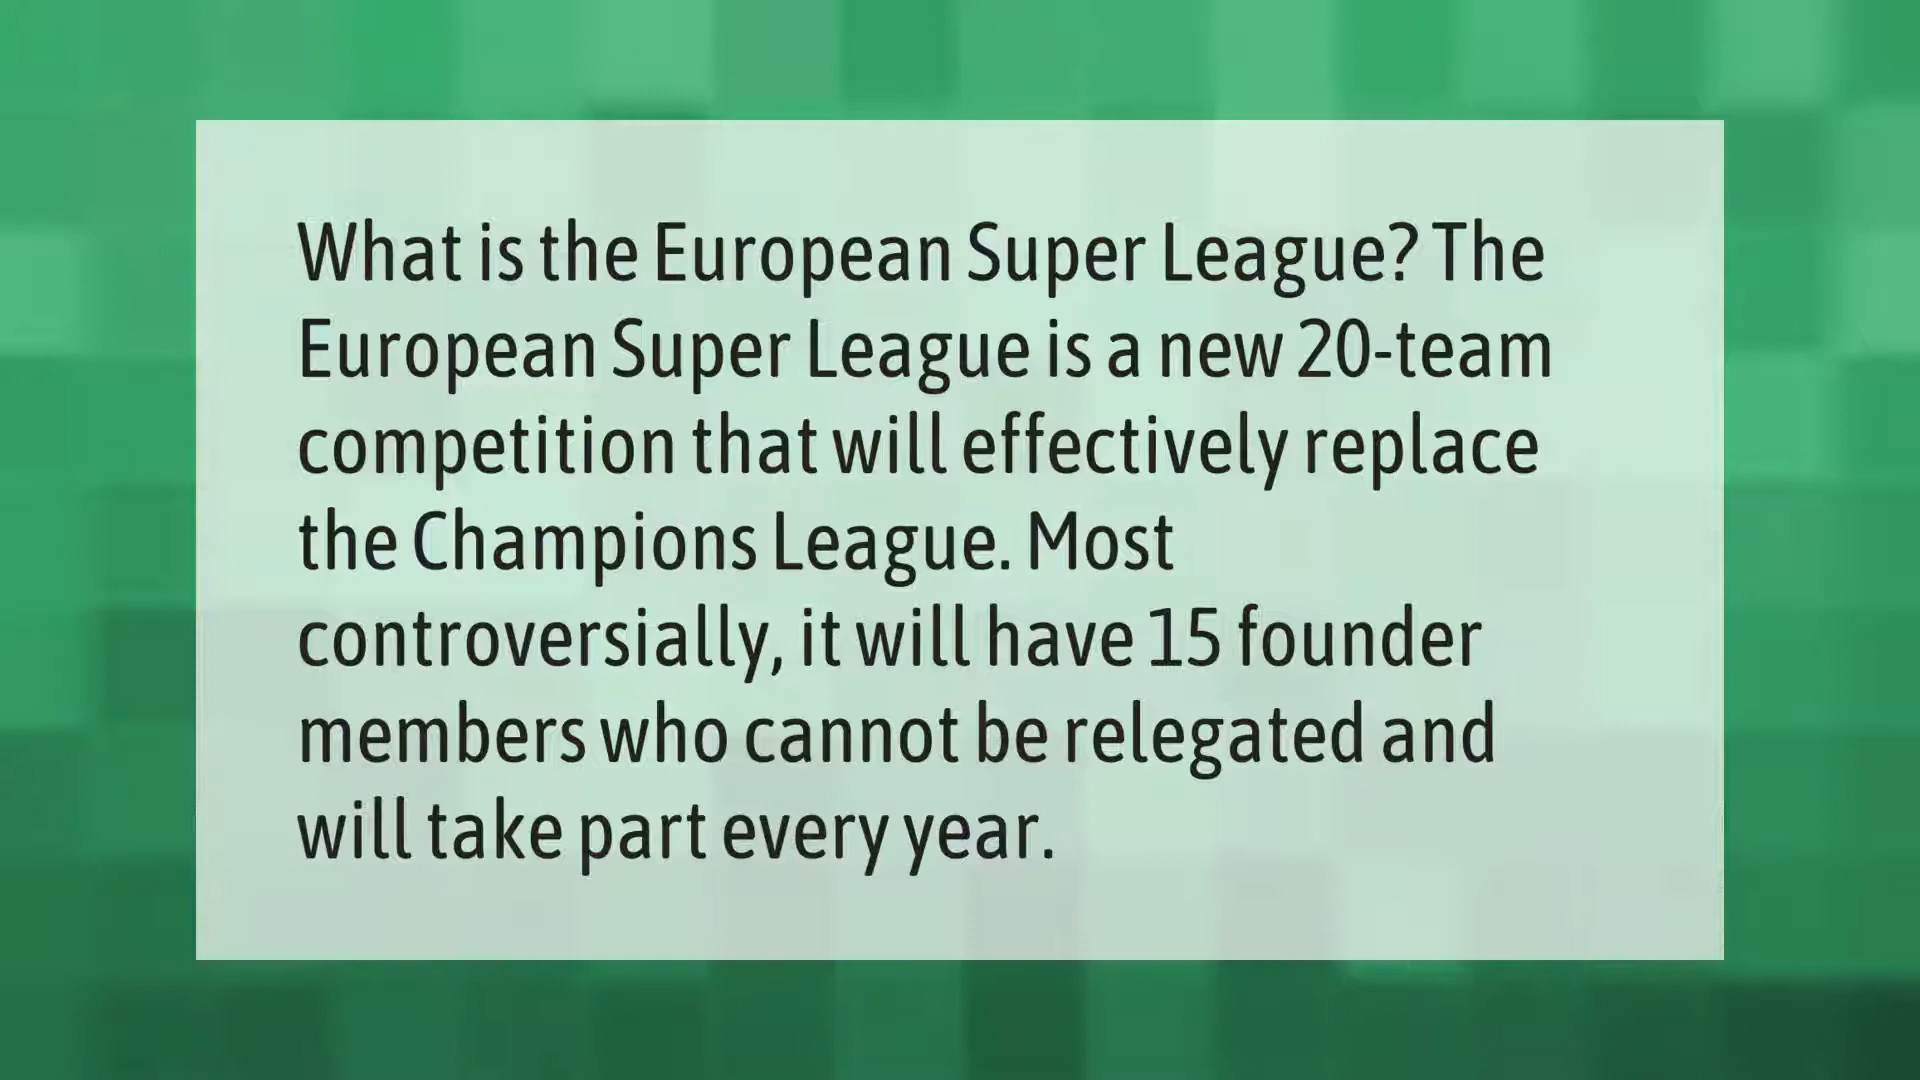 What is the European Super League? The
European Super League is a new 20-team
competition that will effectively replace
the Champions League. Most
controversially, it will have 15 founder
members who cannot be relegated and
will take part every year.